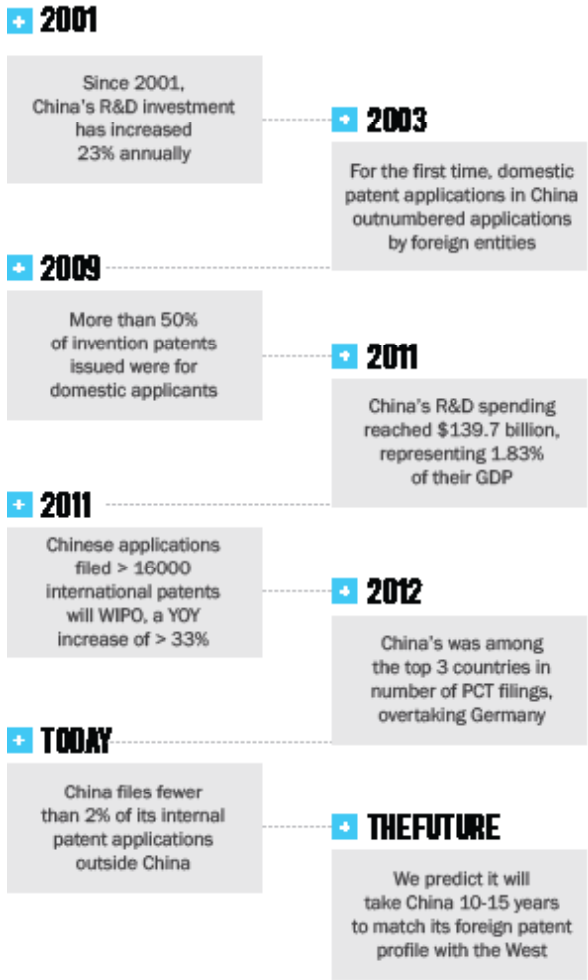 2001
Since 2001,
China's R&D investment
has increased
23% annually
2003
For the first time, domestic
patent applications in China
outnumbered applications
by foreign entities
2009
More than 50%
of invention patents
issued were for
domestic applicants
2011
China's R&D spending
reached $139.7 billion,
representing 1.83%
of their GDP
2011
Chinese applications
filed > 16000
international patents
will WIPO, a YOY
increase of > 33%
2012
China's was among
the top 3 countries in
number of PCT filings,
overtaking Germany
TODAY
China files fewer
than 2% of its internal
patent applications
outside China
THEFUTURE
We predict it will
take China 10-15 years
to match its foreign patent
profile with the West